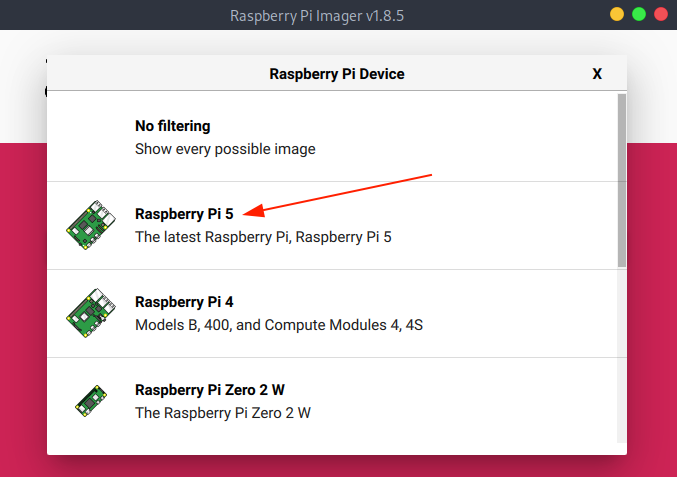 Raspberry Pi Imager v1.8.5
Raspberry Pi Device X
No filtering
Show every possible image
Raspberry Pi 5
The latest Raspberry Pi, Raspberry Pi 5
Raspberry Pi 4
Models B, 400, and Compute Modules 4, 4S
Raspberry Pi Zero 2 W
The Raspberry Pi Zero 2 W